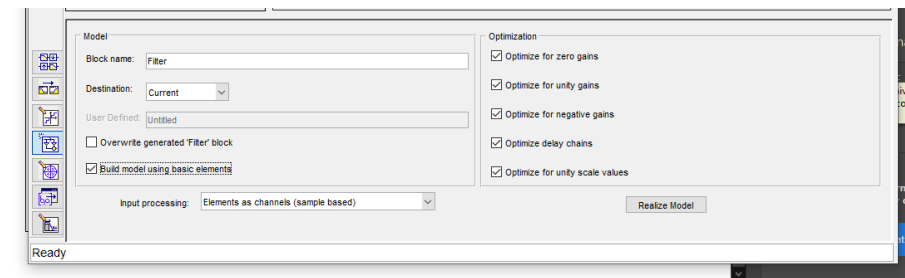 Model
Block name: Filter
Destination: Current
User Defined: Untitled
Overwrite generated 'Filter' block
Build model using basic elements
Input processing: Elements as channels (sample based)
Optimization
Optimize for zero gains
Optimize for unity gains
Optimize for negative gains
Optimize delay chains
Optimize for unity scale values
Realize Model
Ready